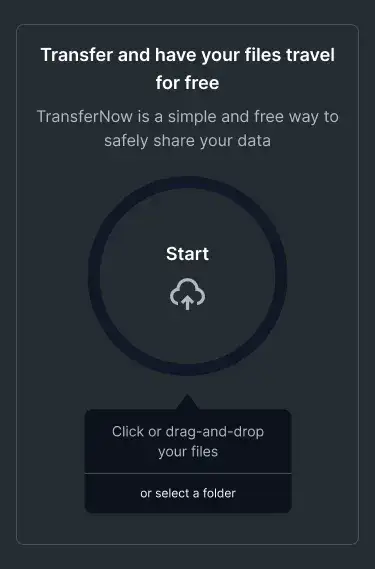 Transfer and have your files travel
for free
TransferNow is a simple and free way to
safely share your data
Start
Click or drag-and-drop
your files
or select a folder